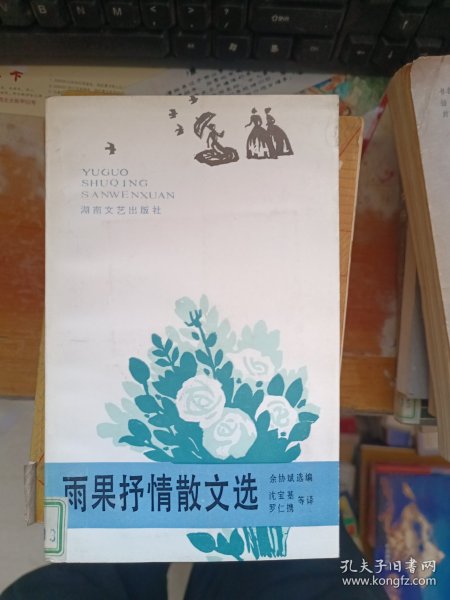 YUGUO
SHUQING
SANWENXUAN
湖南文艺出版社
雨果抒情散文选
余协斌选编
沈宝基
罗仁携
等译
孔夫子旧书网
www.kongfz.com